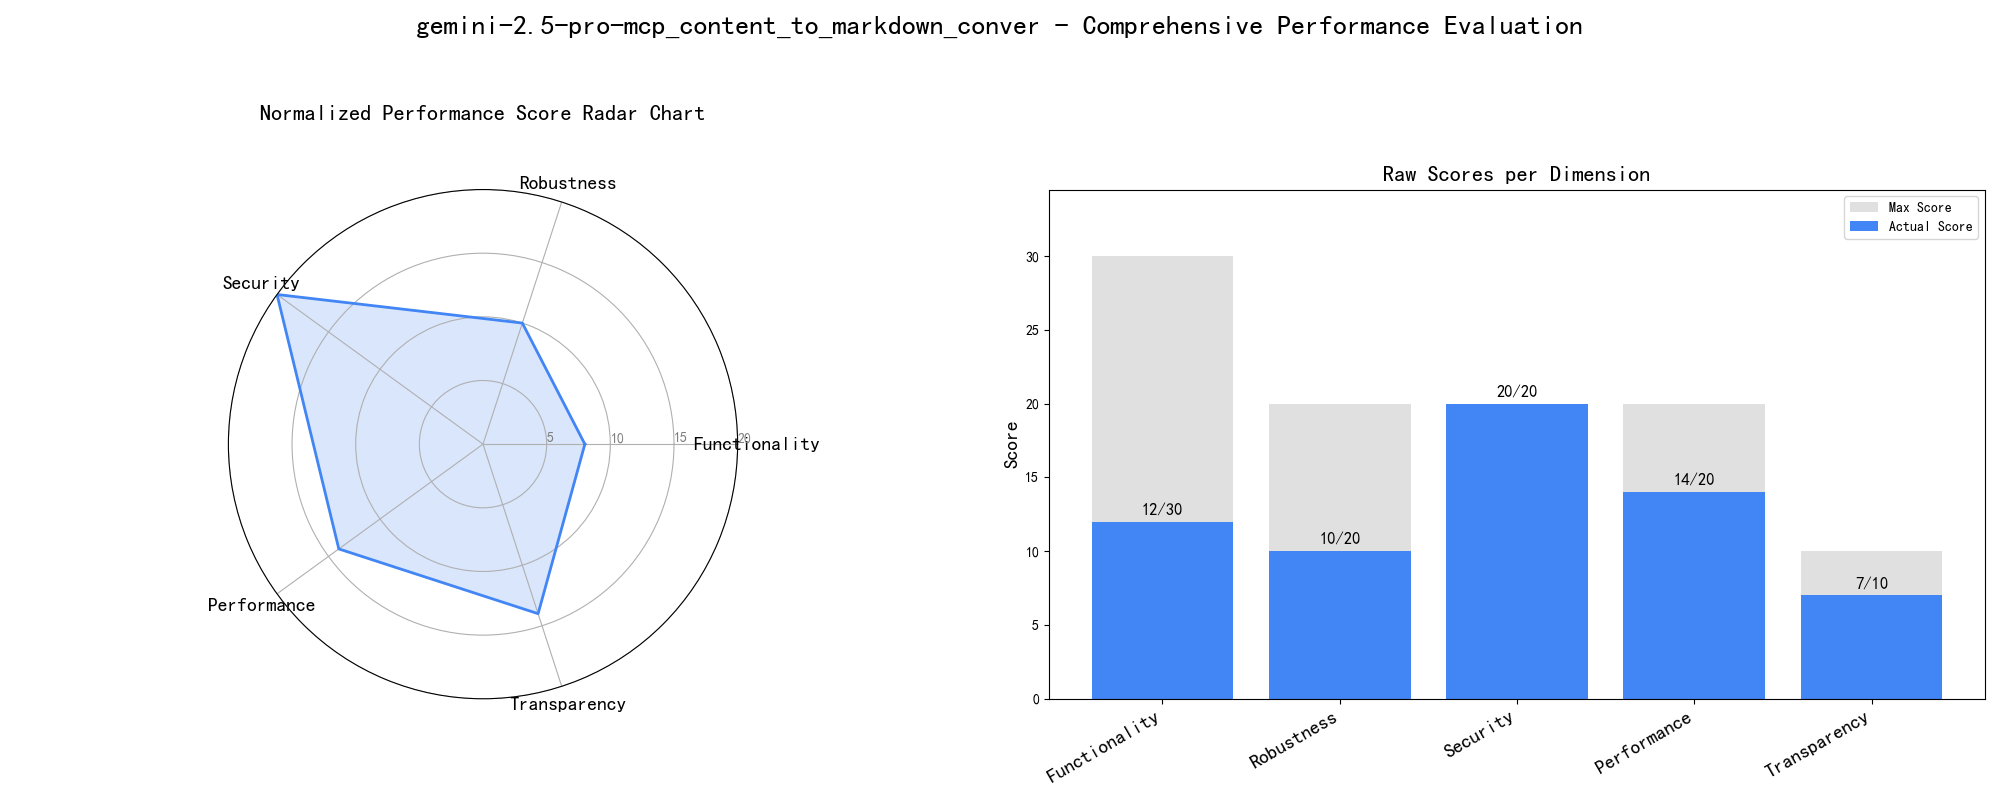 gemini-2.5-pro-mcp_content_to_markdown_conver - Comprehensive Performance Evaluation
Normalized Performance Score Radar Chart
Robustness
Security
Functionality
Performance
Transparency
5
10
15
20
Raw Scores per Dimension
Max Score
Actual Score
Score
30
25
20
15
10
5
0
12/30
10/20
20/20
14/20
7/10
Functionality
Robustness
Security
Performance
Transparency